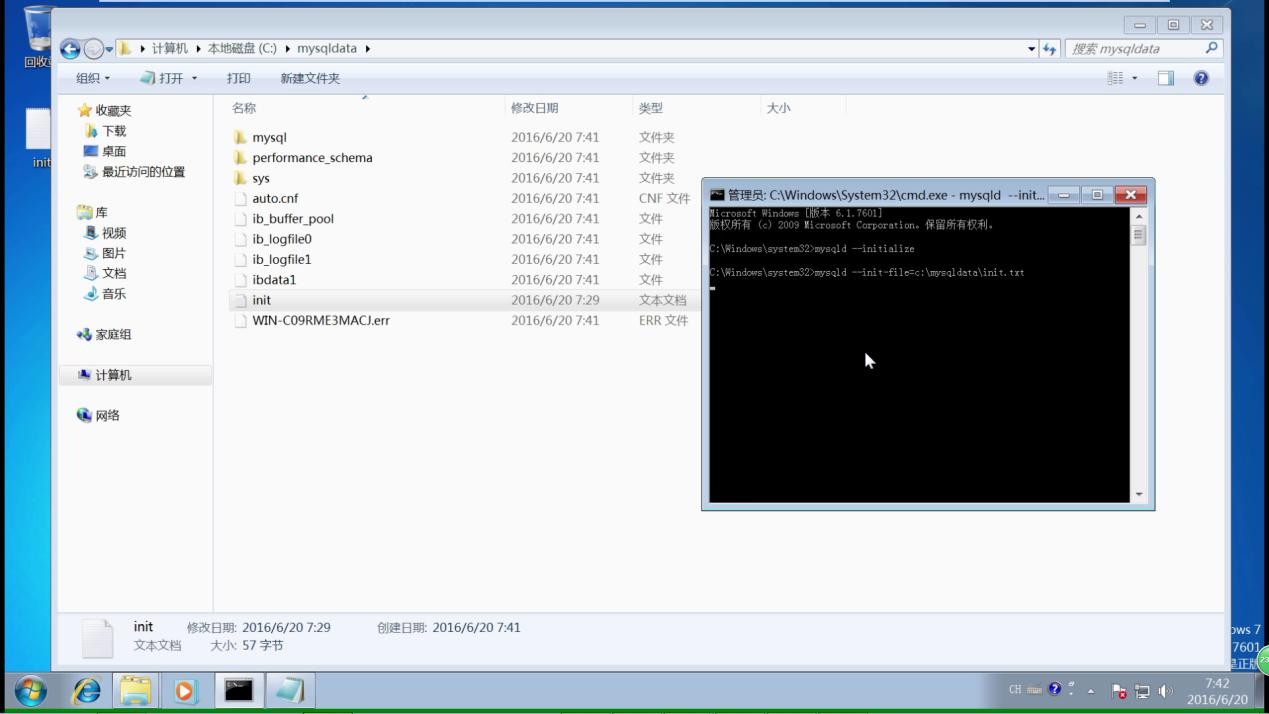 回收
init
计算机 本地磁盘 (C:) mysqldata
搜索 mysqldata
组织 打开 打印 新建文件夹
收藏夹
下载
桌面
最近访问的位置
库
视频
图片
文档
音乐
家庭组
计算机
网络
名称 修改日期 类型 大小
mysql 2016/6/20 7:41 文件夹
performance_schema 2016/6/20 7:41 文件夹
sys 2016/6/20 7:41 文件夹
auto.cnf 2016/6/20 7:41 CNF 文件
ib_buffer_pool 2016/6/20 7:41 文件
ib_logfile0 2016/6/20 7:41 文件
ib_logfile1 2016/6/20 7:41 文件
ibdata1 2016/6/20 7:41 文件
init 2016/6/20 7:29 文本文档
WIN-C09RME3MACJ.err 2016/6/20 7:41 ERR 文件
管理员: C:\Windows\System32\cmd.exe - mysqld --init...
Microsoft Windows [版本 6.1.7601]
版权所有 (c) 2009 Microsoft Corporation。保留所有权利。
C:\Windows\system32>mysqld --initialize
C:\Windows\system32>mysqld --init-file=c:\mysqldata\init.txt
init 修改日期: 2016/6/20 7:29 创建日期: 2016/6/20 7:41
文本文档 大小: 57 字节
ows 7
7601
是正版
23
CH
7:42
2016/6/20